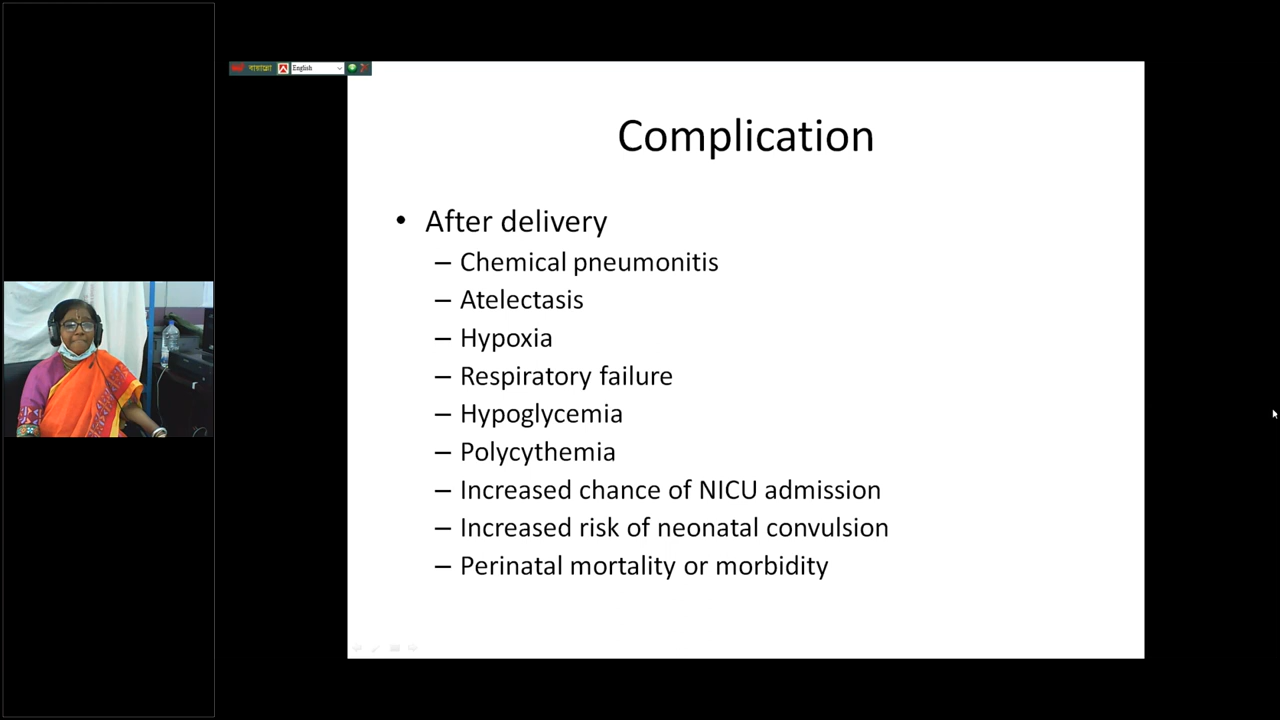 বায়ান্নো
English
Complication
• After delivery
– Chemical pneumonitis
– Atelectasis
– Hypoxia
– Respiratory failure
– Hypoglycemia
– Polycythemia
– Increased chance of NICU admission
– Increased risk of neonatal convulsion
– Perinatal mortality or morbidity